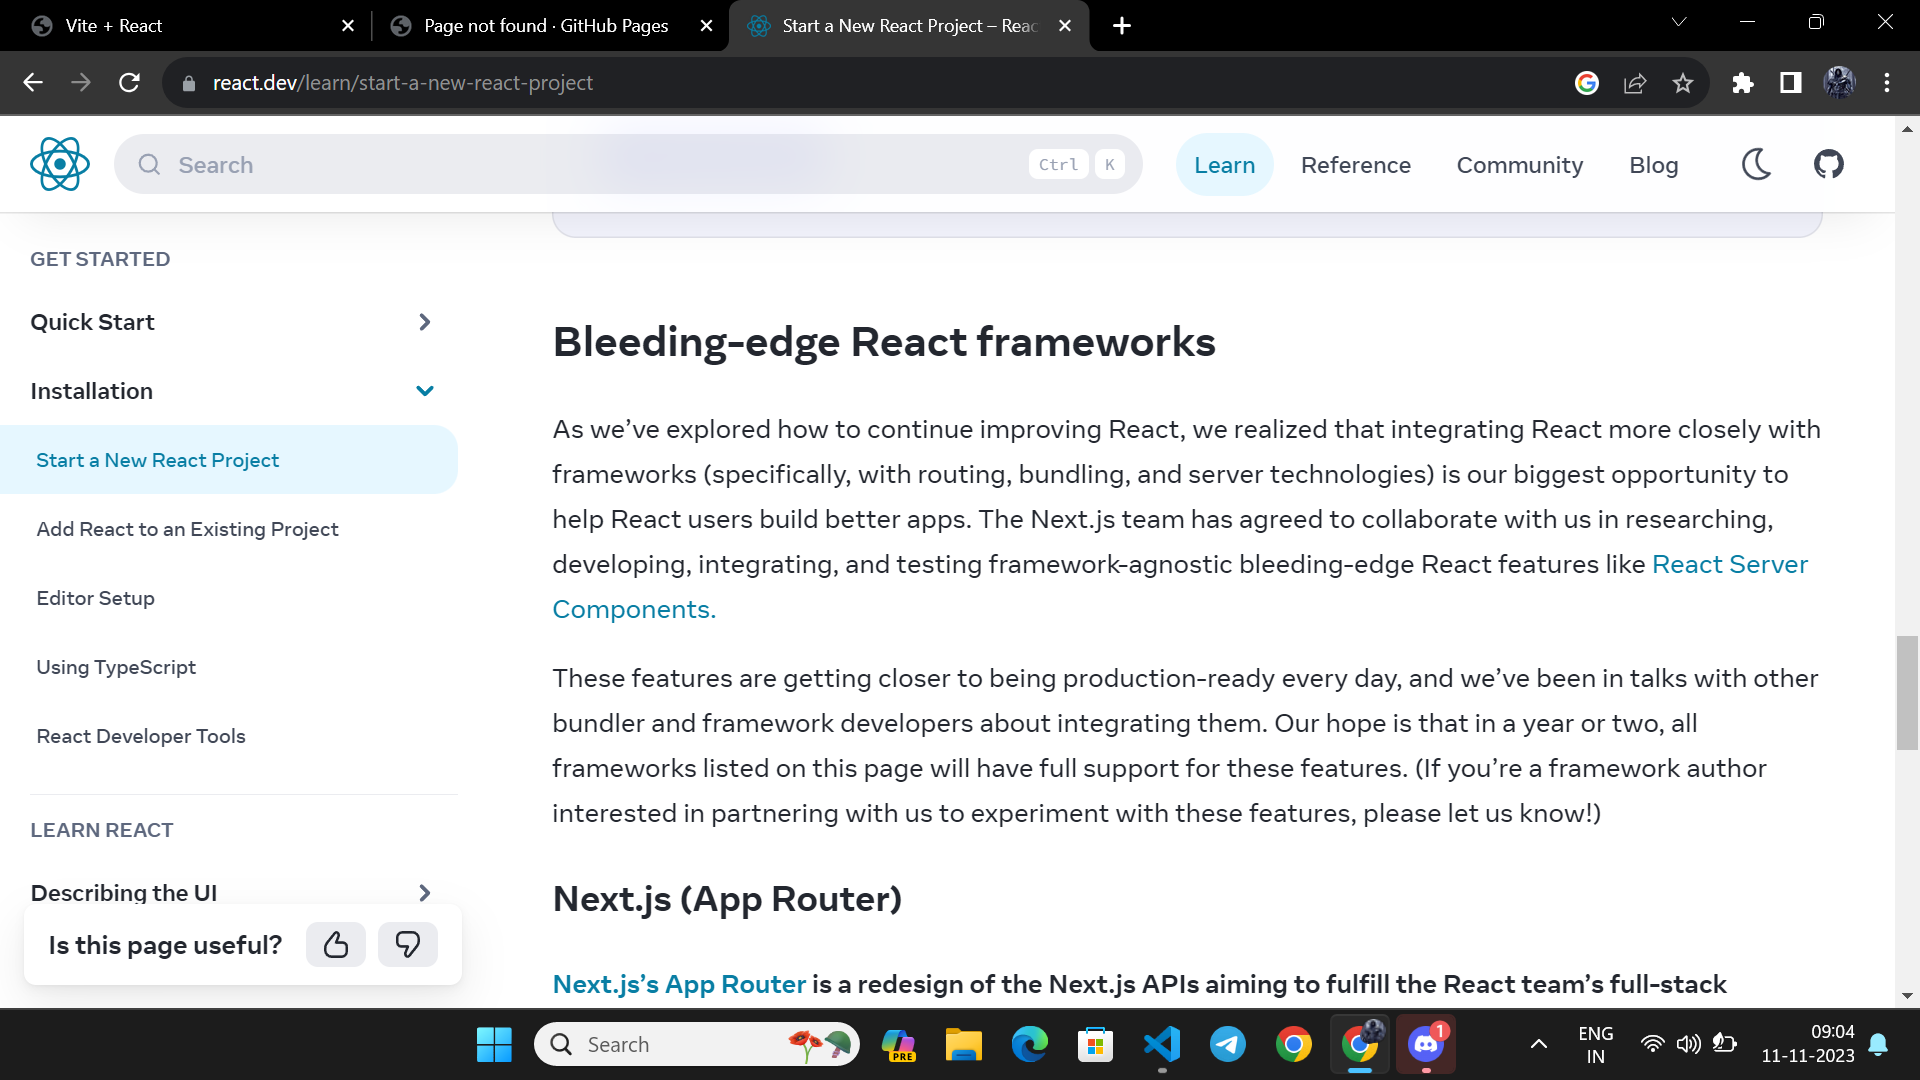 Vite + React
Page not found · GitHub Pages
Start a New React Project – Reac
react.dev/learn/start-a-new-react-project
Search
Ctrl K
Learn
Reference
Community
Blog
GET STARTED
Quick Start
Installation
Start a New React Project
Add React to an Existing Project
Editor Setup
Using TypeScript
React Developer Tools
LEARN REACT
Describing the UI
Is this page useful?
Bleeding-edge React frameworks
As we’ve explored how to continue improving React, we realized that integrating React more closely with
frameworks (specifically, with routing, bundling, and server technologies) is our biggest opportunity to
help React users build better apps. The Next.js team has agreed to collaborate with us in researching,
developing, integrating, and testing framework-agnostic bleeding-edge React features like React Server
Components.
These features are getting closer to being production-ready every day, and we’ve been in talks with other
bundler and framework developers about integrating them. Our hope is that in a year or two, all
frameworks listed on this page will have full support for these features. (If you’re a framework author
interested in partnering with us to experiment with these features, please let us know!)
Next.js (App Router)
Next.js’s App Router is a redesign of the Next.js APIs aiming to fulfill the React team’s full-stack
Search
PRE
1
ENG
IN
09:04
11-11-2023